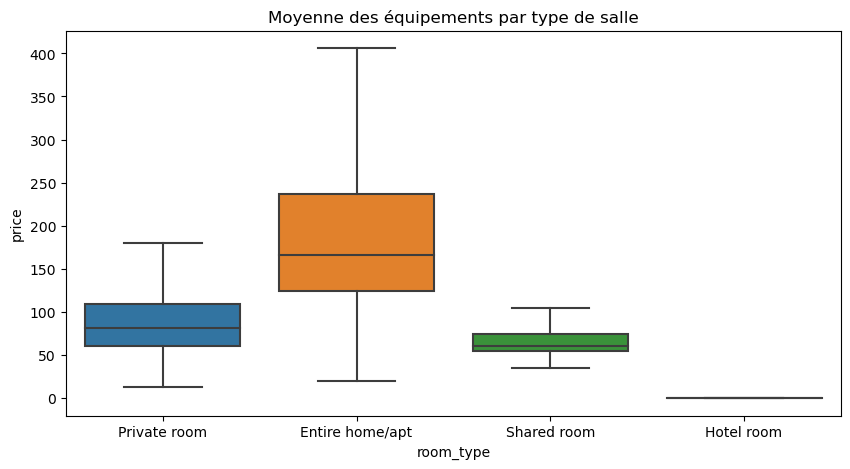 Moyenne des équipements par type de salle
price
400
350
300
250
200
150
100
50
0
Private room
Entire home/apt
Shared room
Hotel room
room_type